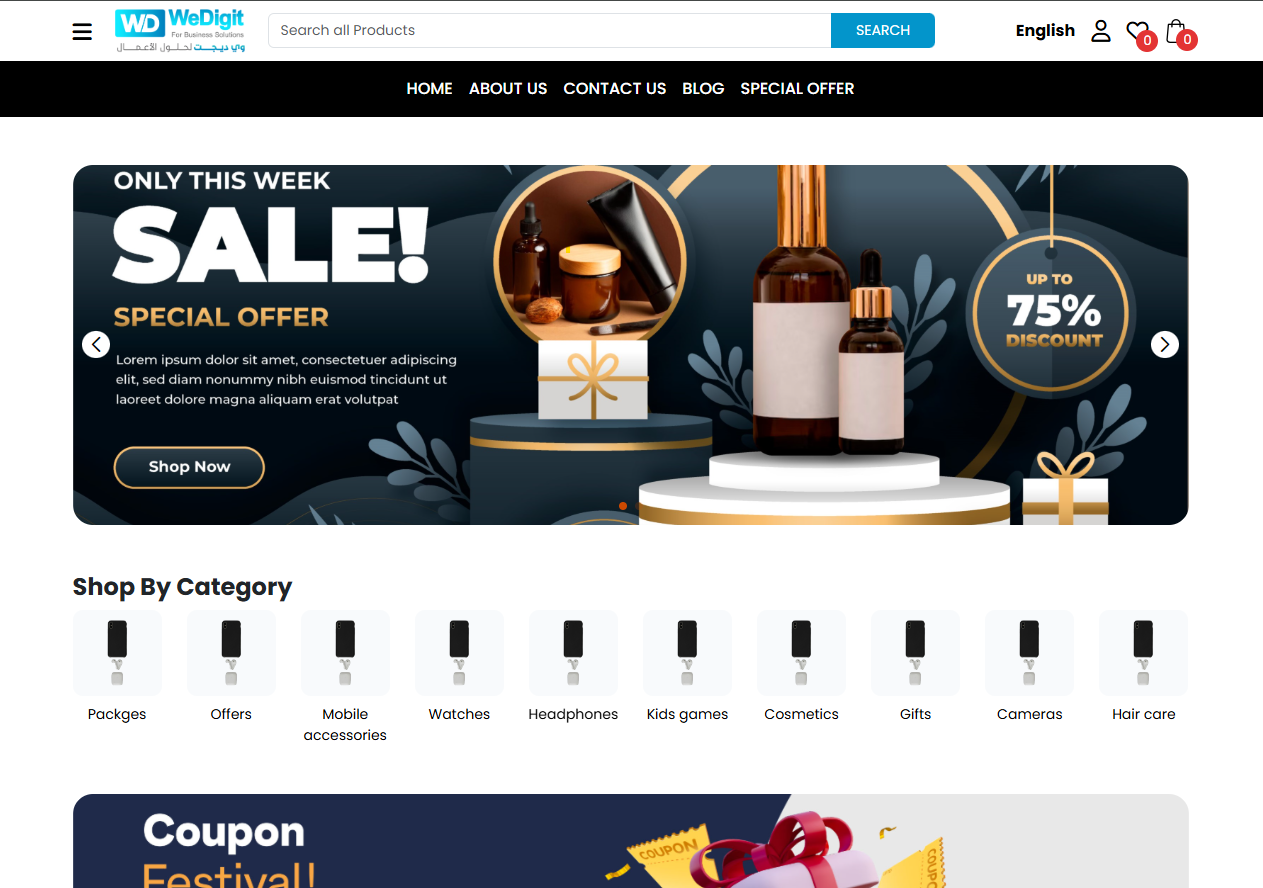 WD WeDigit
For Business Solutions
وي ديجت لحلول الأعمال
Search all Products
SEARCH
English
0
0
HOME ABOUT US CONTACT US BLOG SPECIAL OFFER
ONLY THIS WEEK
SALE!
SPECIAL OFFER
Lorem ipsum dolor sit amet, consectetuer adipiscing
elit, sed diam nonummy nibh euismod tincidunt ut
laoreet dolore magna aliquam erat volutpat
Shop Now
UP TO
75%
DISCOUNT
Shop By Category
Packges
Offers
Mobile
accessories
Watches
Headphones
Kids games
Cosmetics
Gifts
Cameras
Hair care
Coupon
Festival!
COUPON
COUPON